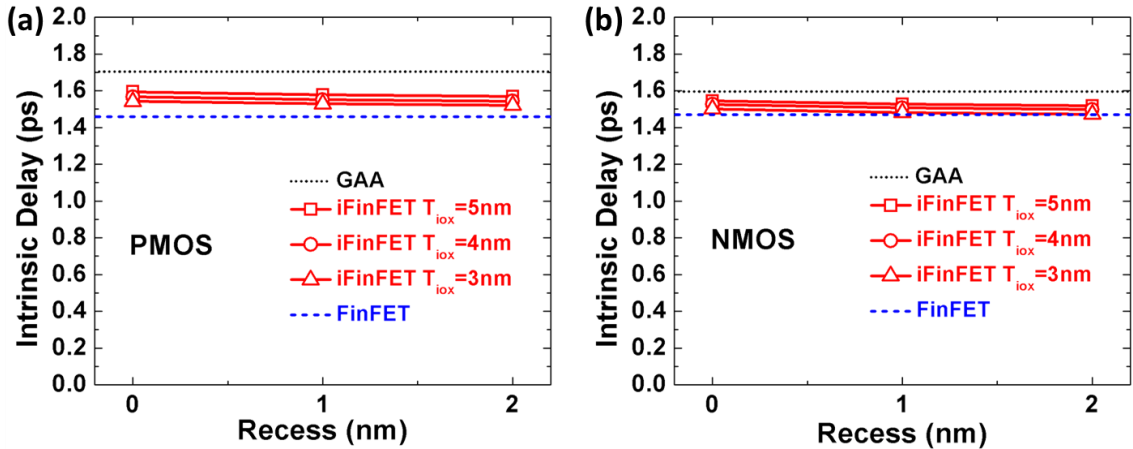 (a)
2.0
1.8
1.6
1.4
1.2
1.0
0.8
0.6
0.4
0.2
0.0
Intrinsic Delay (ps)
GAA
iFinFET Tiox=5nm
iFinFET Tiox=4nm
iFinFET Tiox=3nm
FinFET
PMOS
0 1 2
Recess (nm)
(b)
2.0
1.8
1.6
1.4
1.2
1.0
0.8
0.6
0.4
0.2
0.0
Intrinsic Delay (ps)
GAA
iFinFET Tiox=5nm
iFinFET Tiox=4nm
iFinFET Tiox=3nm
FinFET
NMOS
0 1 2
Recess (nm)